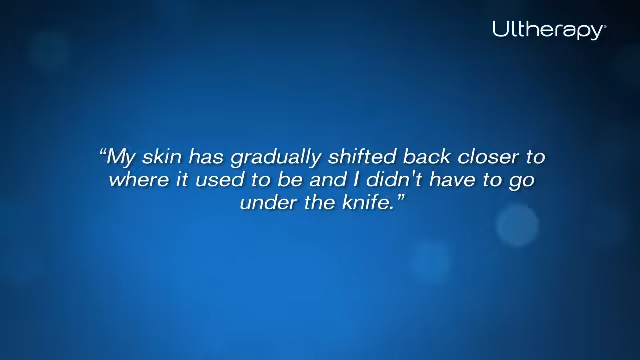 Ultherapy®
“My skin has gradually shifted back closer to
where it used to be and I didn't have to go
under the knife.”